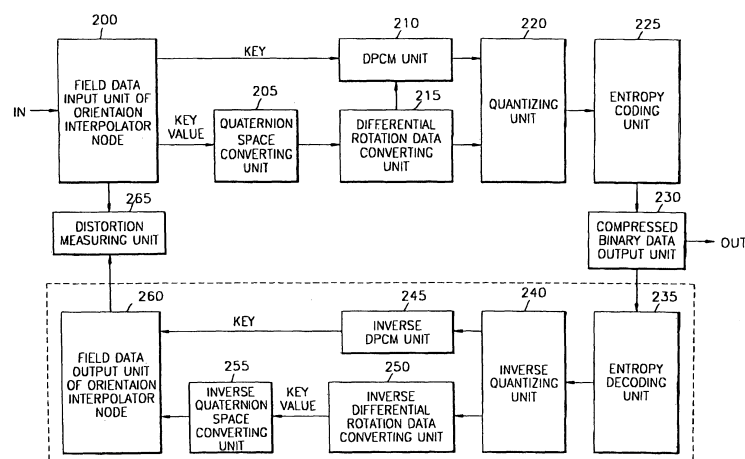 200
FIELD DATA
INPUT UNIT OF
ORIENTAION
INTERPOLATOR
NODE
IN
KEY
KEY
VALUE
205
QUATERNION
SPACE
CONVERTING
UNIT
210
DPCM UNIT
215
DIFFERENTIAL
ROTATION DATA
CONVERTING UNIT
220
QUANTIZING
UNIT
225
ENTROPY
CODING
UNIT
265
DISTORTION
MEASURING UNIT
230
COMPRESSED
BINARY DATA
OUTPUT UNIT
OUT
260
FIELD DATA
OUTPUT UNIT
OF ORIENTAION
INTERPOLATOR
NODE
KEY
245
INVERSE
DPCM UNIT
255
INVERSE
QUATERNION
SPACE
CONVERTING
UNIT
KEY
VALUE
250
INVERSE
DIFFERENTIAL
ROTATION DATA
CONVERTING UNIT
240
INVERSE
QUANTIZING
UNIT
235
ENTROPY
DECODING
UNIT